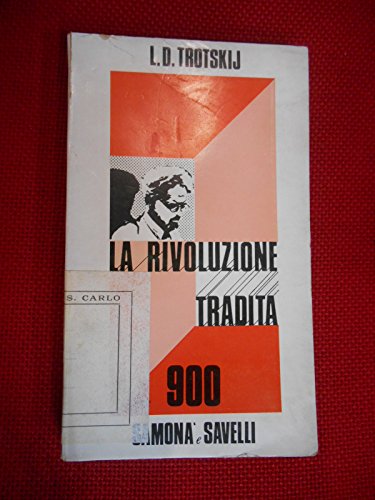 L.D. TROTSKIJ
LA RIVOLUZIONE
TRADITA
S. CARLO
900
SAMONA' e SAVELLI